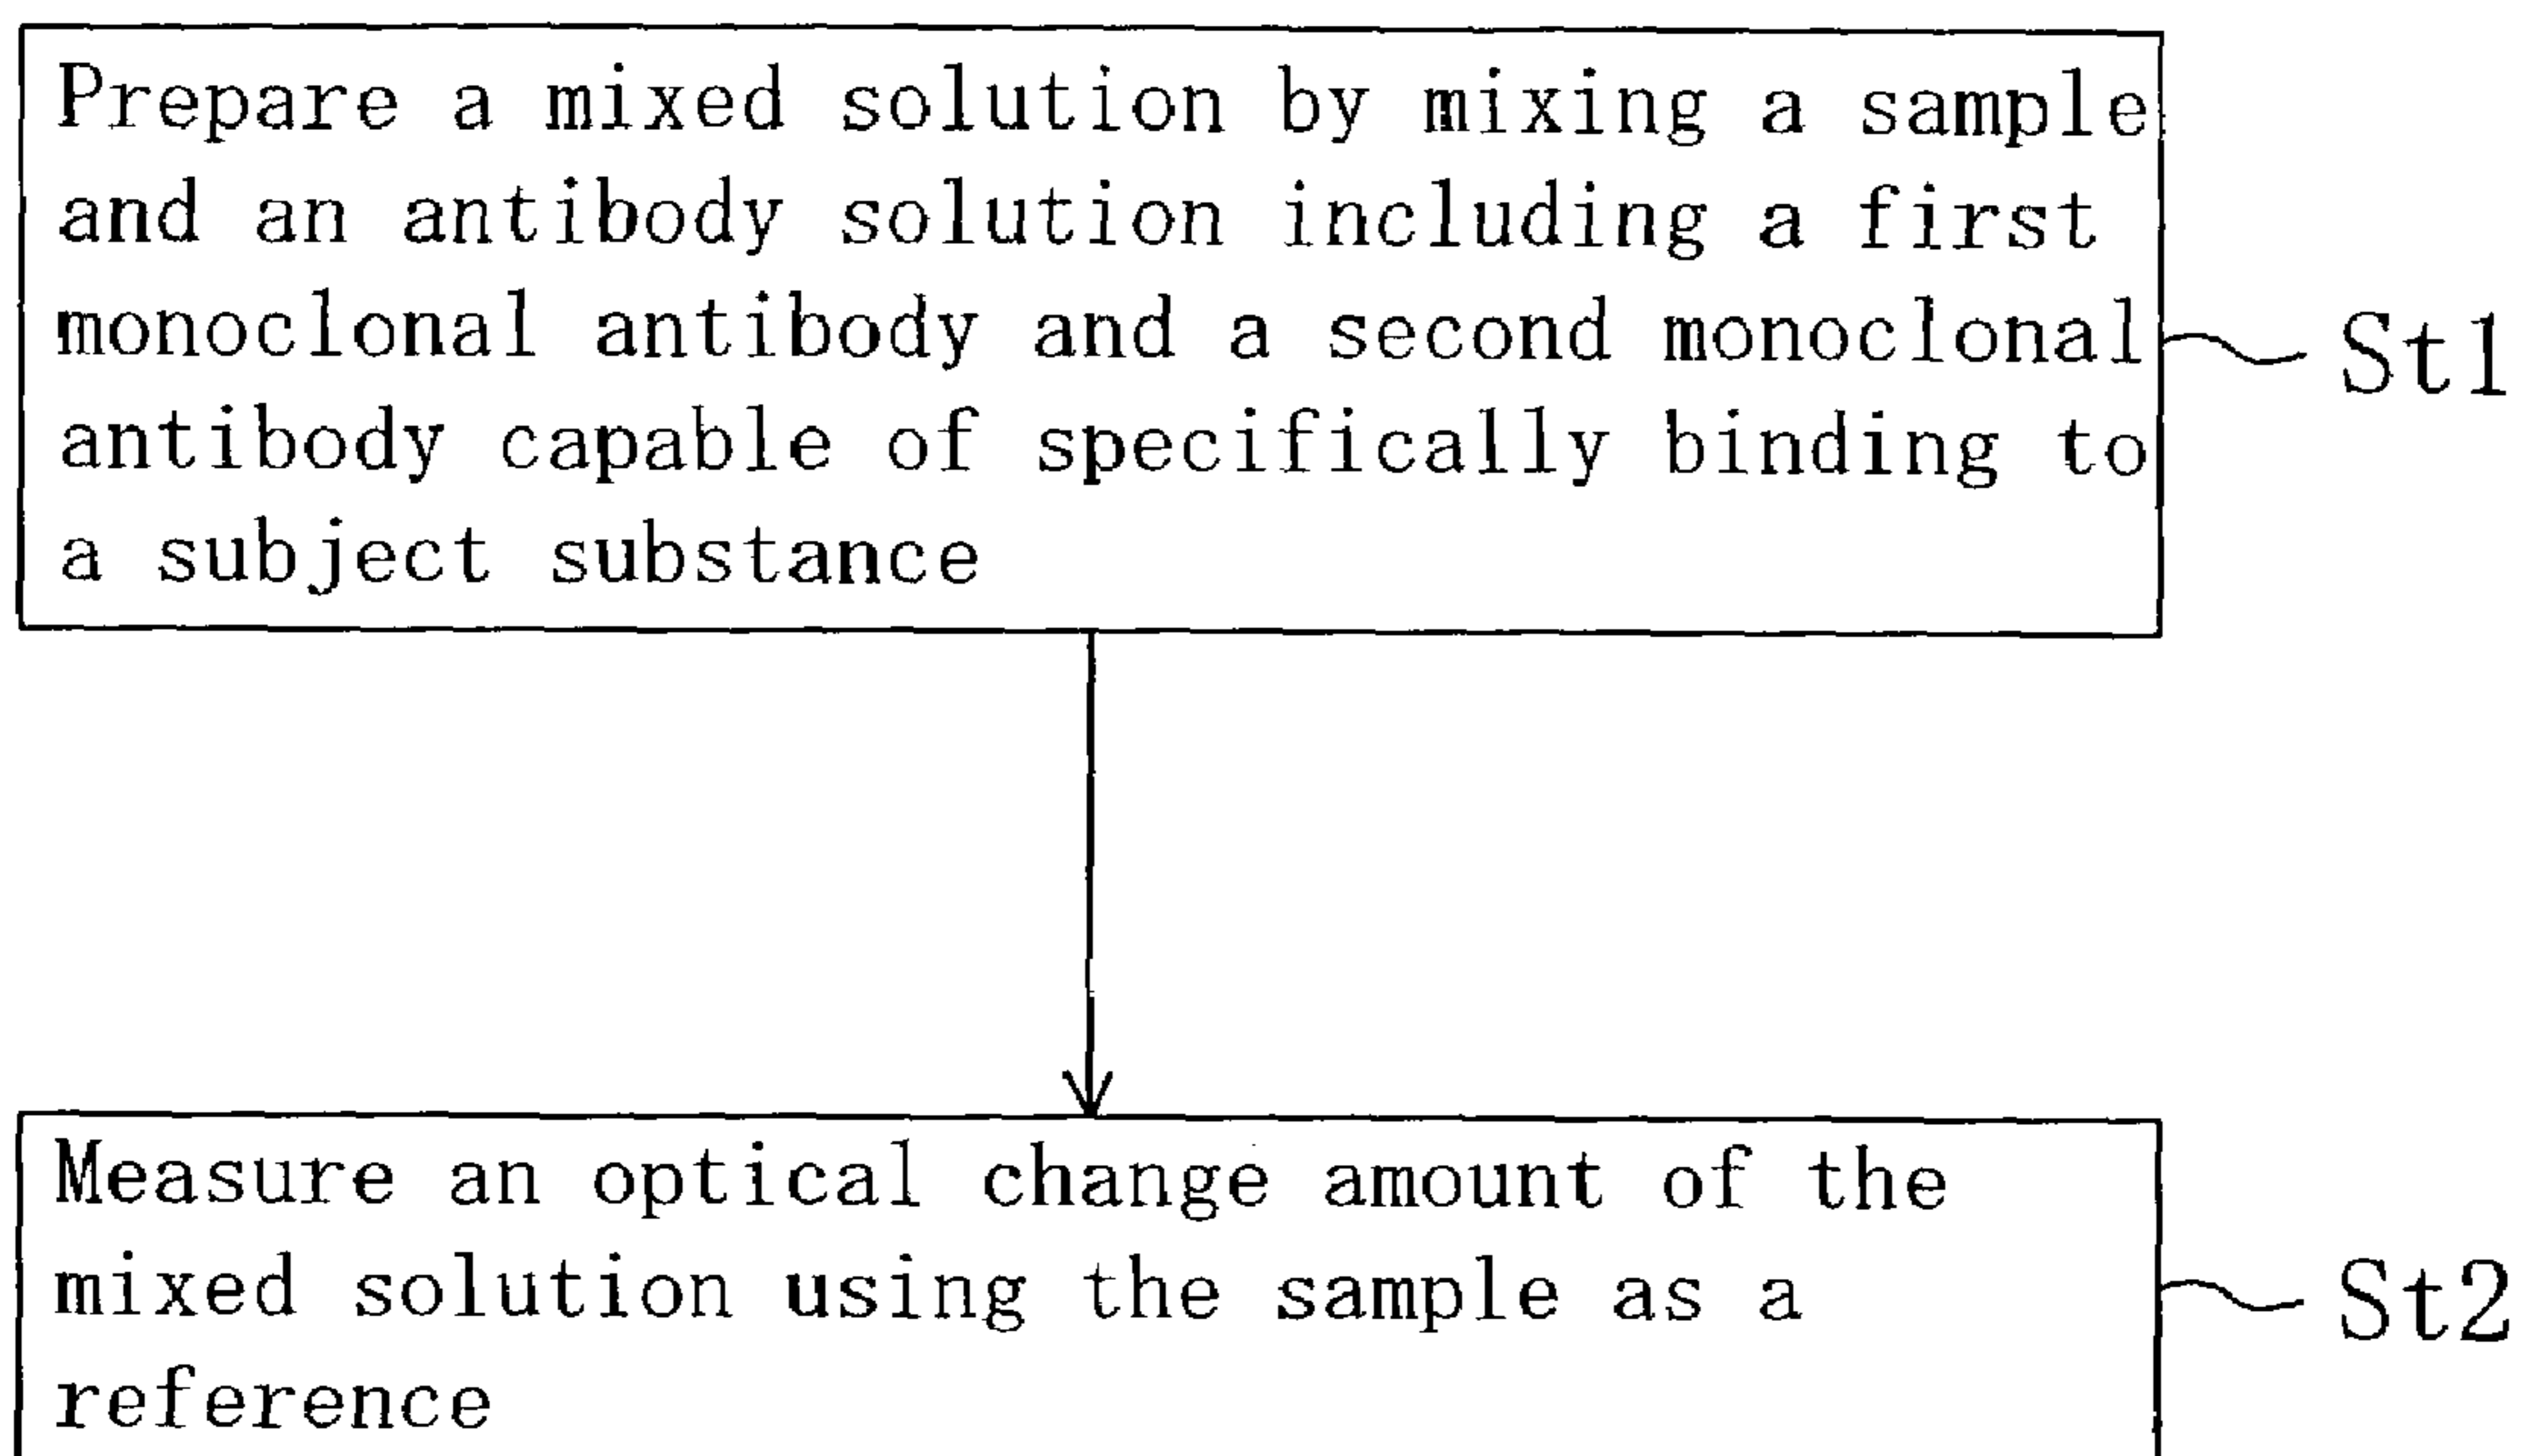 Prepare a mixed solution by mixing a sample
and an antibody solution including a first
monoclonal antibody and a second monoclonal
antibody capable of specifically binding to
a subject substance
St1
Measure an optical change amount of the
mixed solution using the sample as a
reference
St2